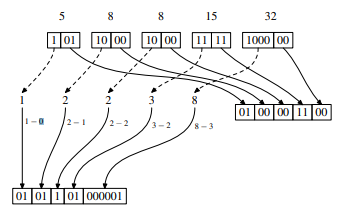 5 8 8 15 32
1 01 10 00 10 00 11 11 1000 00
1 2 2 3 8
01 00 00 11 00
1 − 0 2 − 1 2 − 2 3 − 2 8 − 3
01 01 1 01 000001